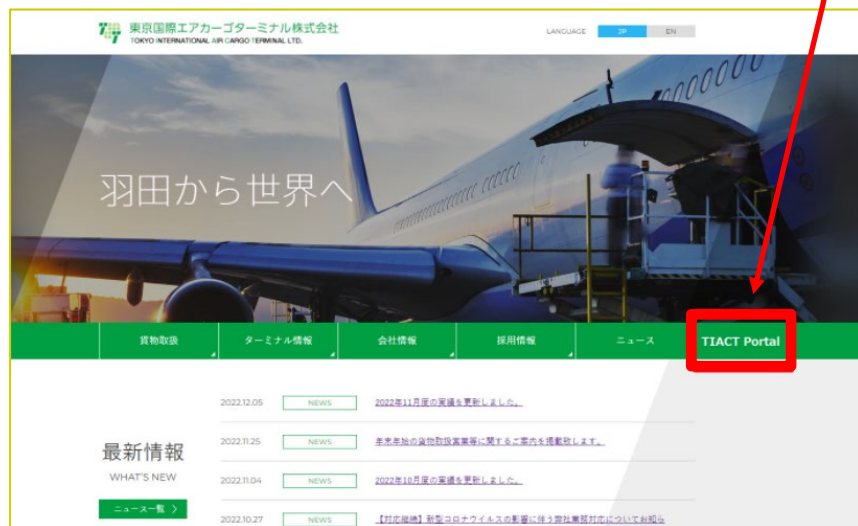 東京国際エアカーゴターミナル株式会社
TOKYO INTERNATIONAL AIR CARGO TERMINAL LTD.
LANGUAGE JP EN
羽田から世界へ
貨物取扱 ターミナル情報 会社情報 採用情報 ニュース TIACT Portal
2022.12.05 NEWS 2022年11月度の実績を更新しました。
2022.11.25 NEWS 年末年始の貨物取扱営業等に関するご案内を掲載致します。
最新情報
WHAT'S NEW
2022.11.04 NEWS 2022年10月度の実績を更新しました。
ニュース一覧
2022.10.27 NEWS 【対応継続】新型コロナウイルスの影響に伴う弊社業務対応についてお知ら